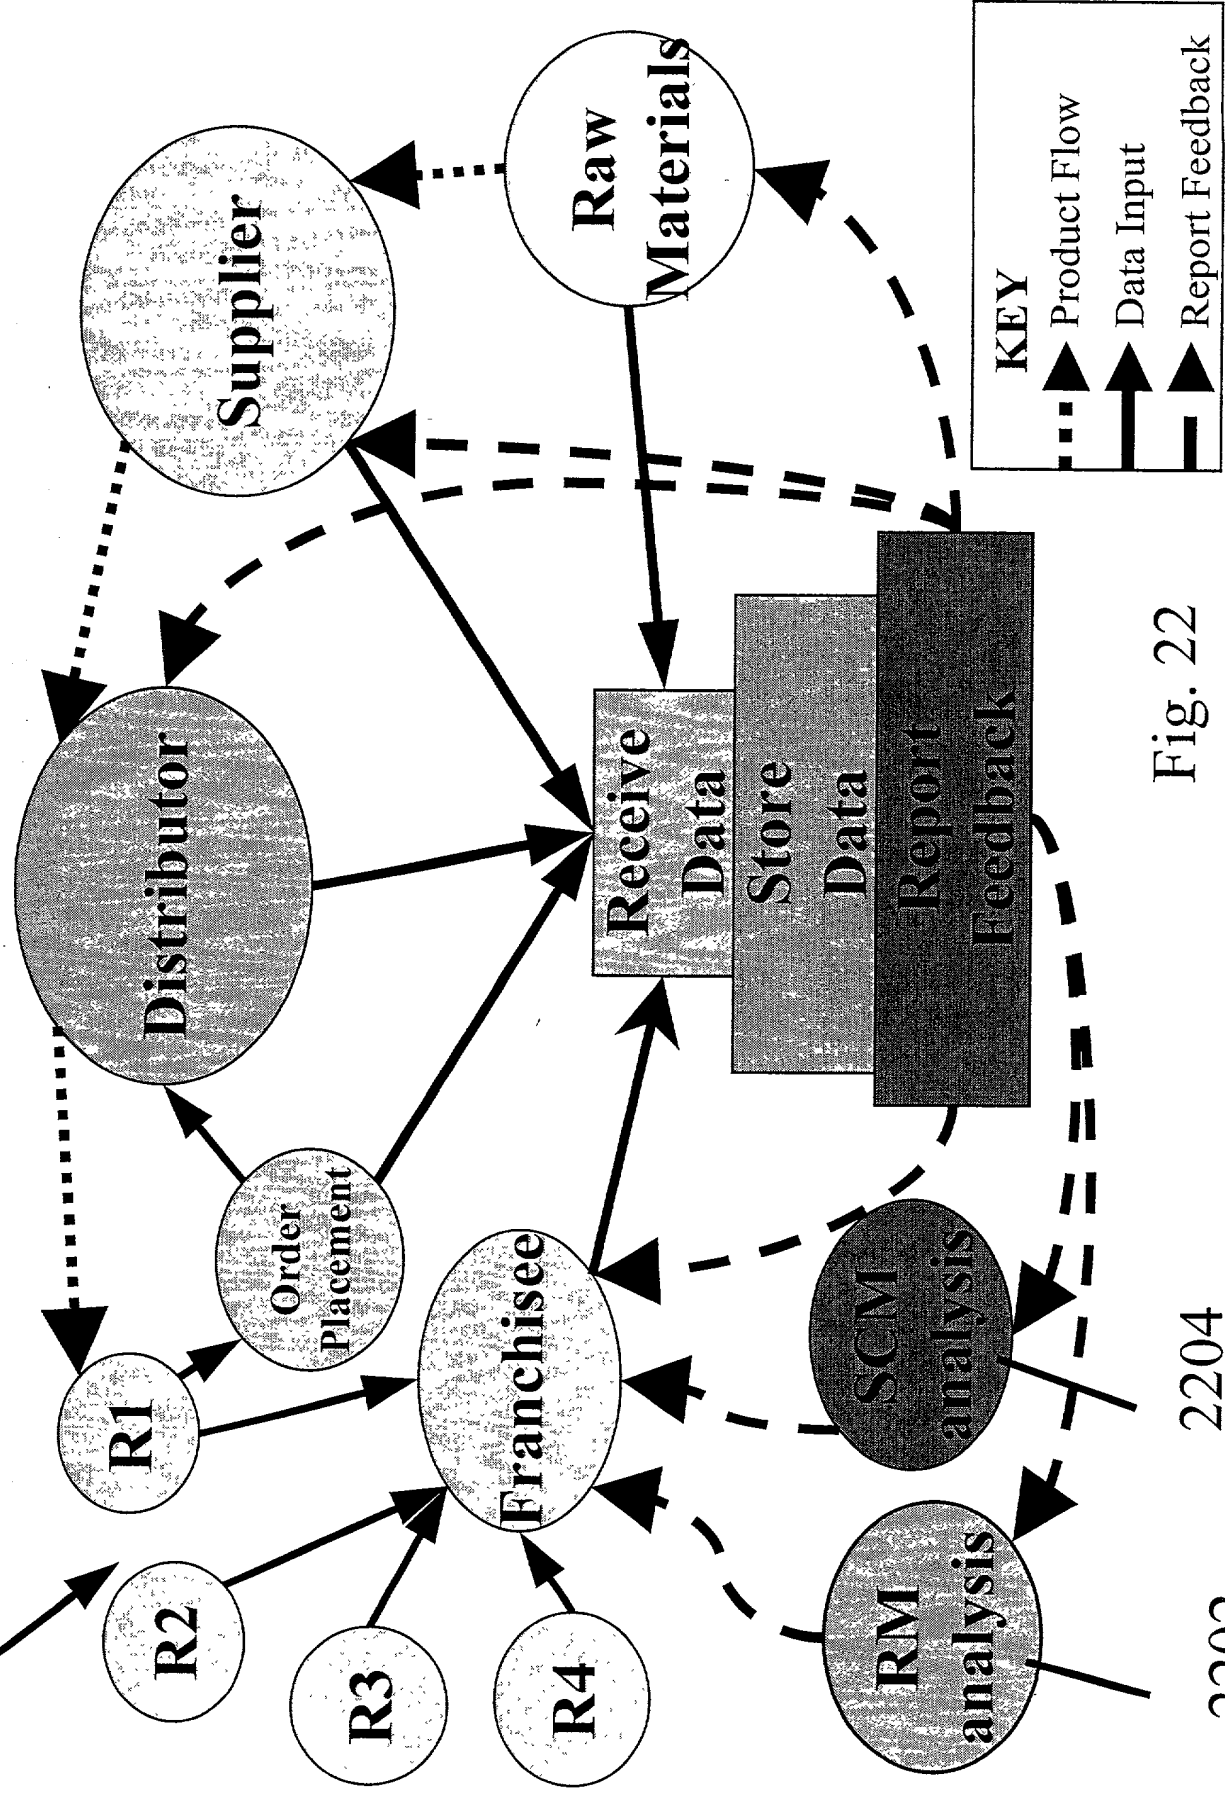 R1
R2
R3
R4
Order
Placement
Franchisee
Distributor
Supplier
Raw
Materials
Receive
Data
Store
Data
Report
Feedback
SCM
analysis
RM
analysis
2204
KEY
Product Flow
Data Input
Report Feedback
Fig. 22